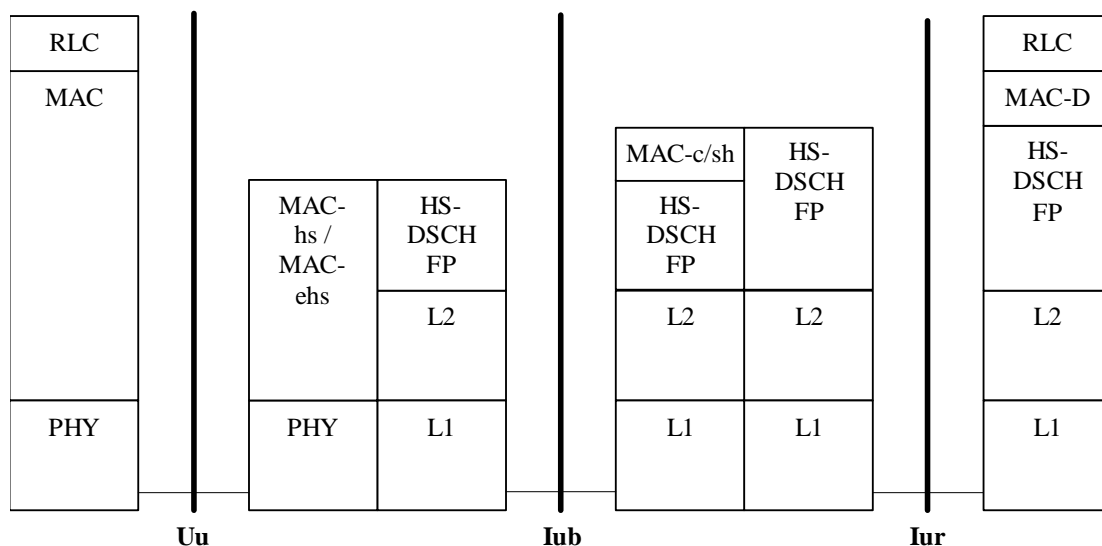 RLC
MAC
PHY
MAC-
hs /
MAC-
ehs
PHY
HS-
DSCH
FP
L2
L1
MAC-c/sh
HS-
DSCH
FP
L2
L1
HS-
DSCH
FP
L2
L1
RLC
MAC-D
HS-
DSCH
FP
L2
L1
Uu
Iub
Iur